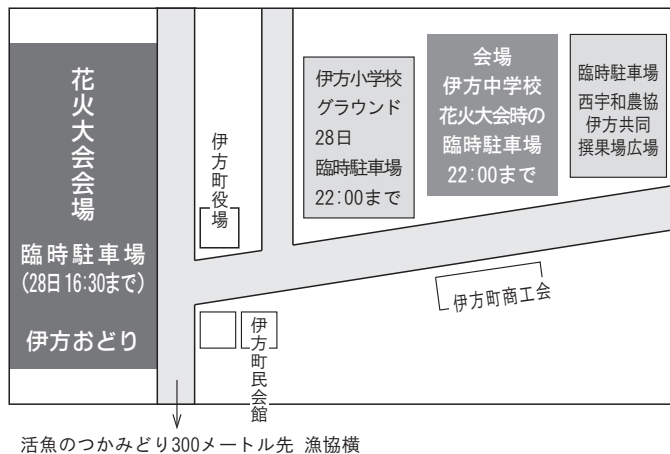 花火大会会場
臨時駐車場
(28日 16:30まで)
伊方おどり
伊方町役場
伊方小学校
グラウンド
28日
臨時駐車場
22:00まで
会場
伊方中学校
花火大会時の
臨時駐車場
22:00まで
臨時駐車場
西宇和農協
伊方共同
撰果場広場
伊方町商工会
伊方町民会館
活魚のつかみどり300メートル先 漁協横